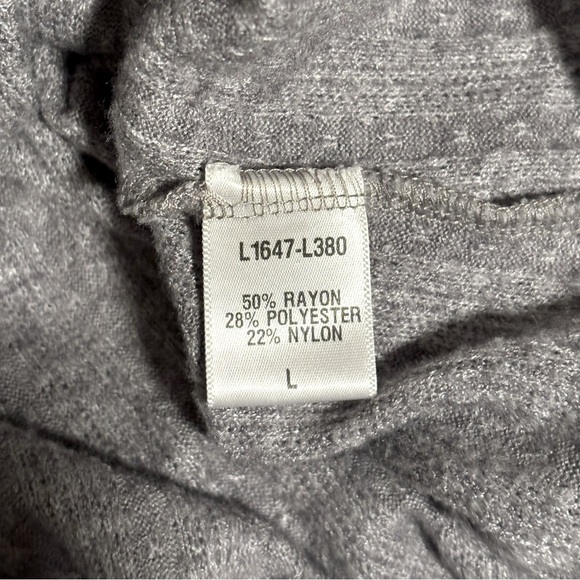 L1647-L380
50% RAYON
28% POLYESTER
22% NYLON
L